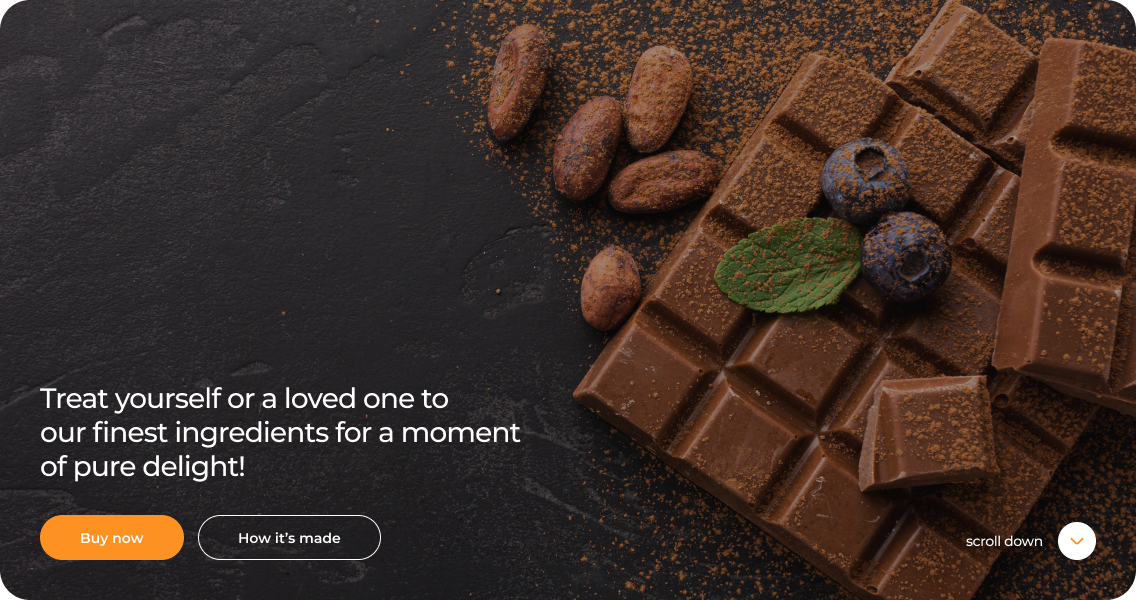 Treat yourself or a loved one to
our finest ingredients for a moment
of pure delight!
Buy now
How it’s made
scroll down